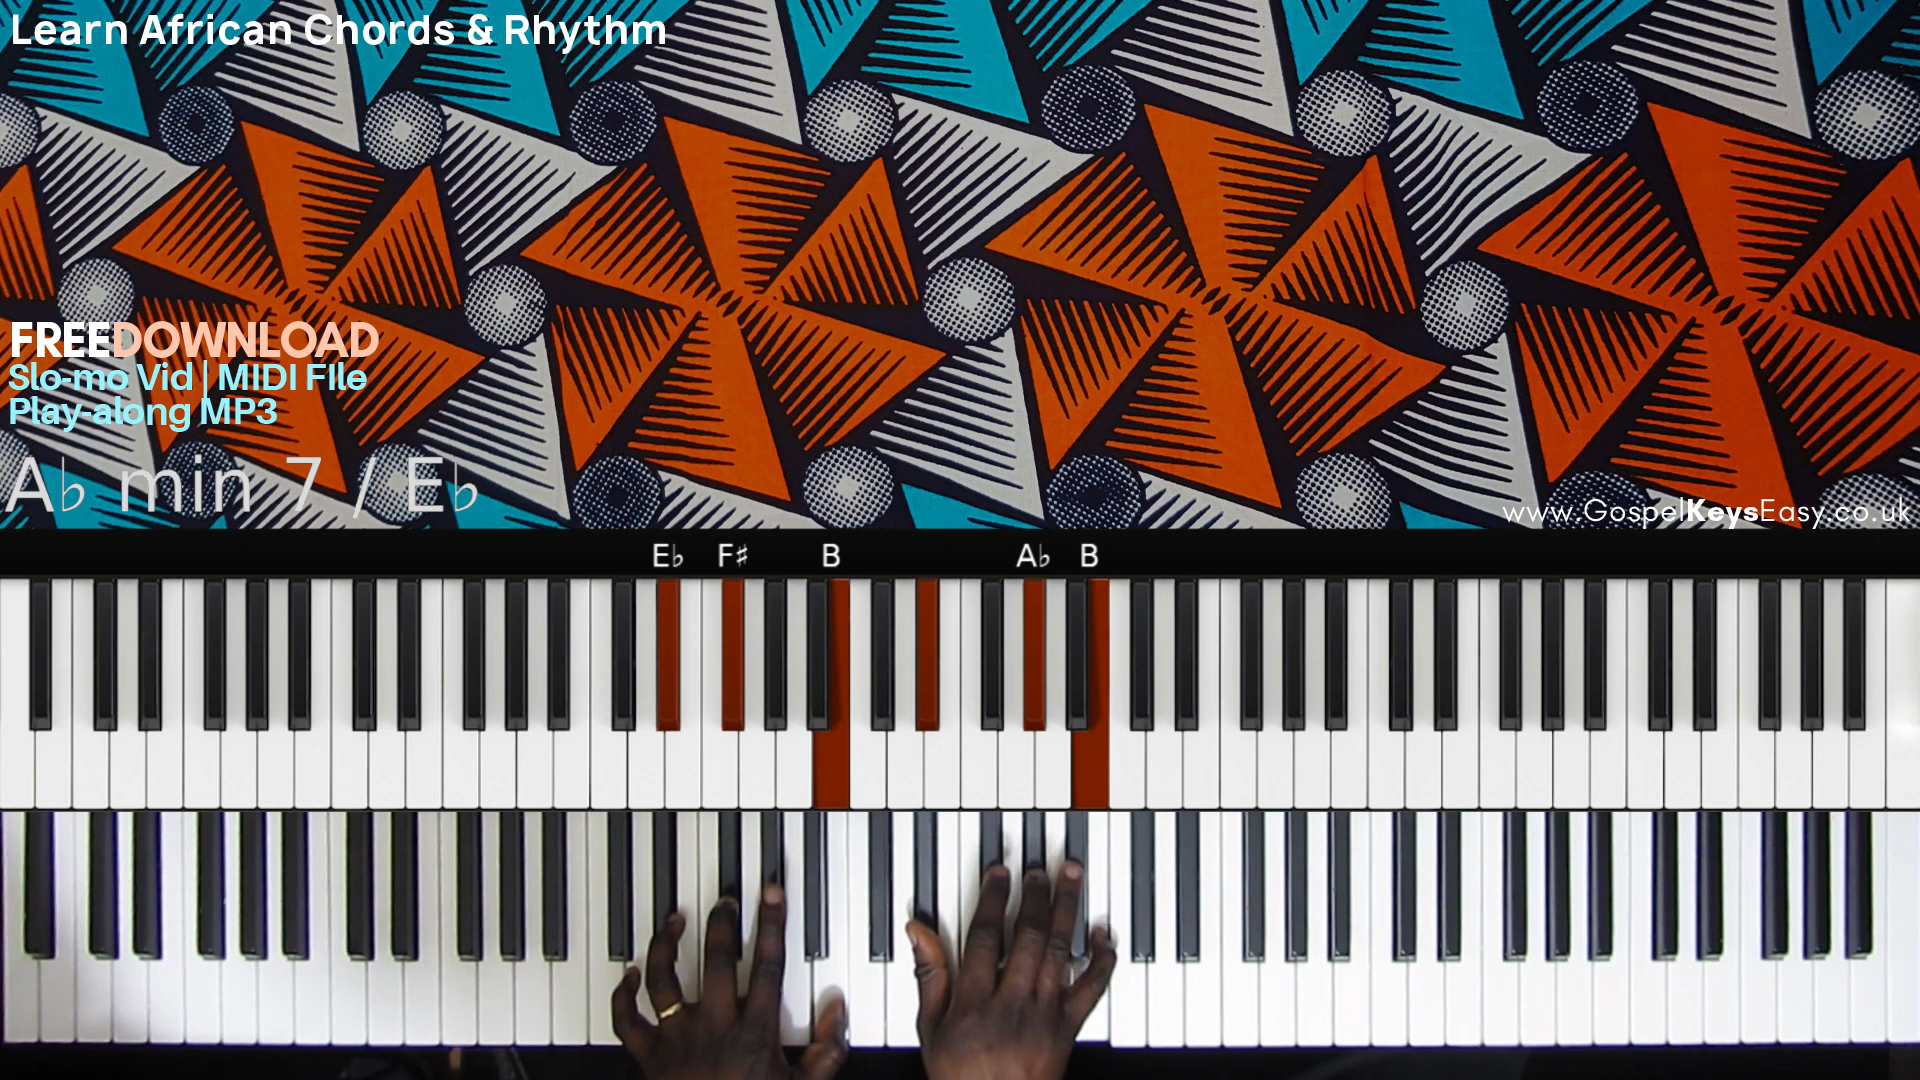 Learn African Chords & Rhythm
FREEDOWNLOAD
Slo-mo Vid | MIDI FIle
Play-along MP3
A♭ min 7 / E♭
www.GospelKeysEasy.co.uk
E♭ F♯ B A♭ B